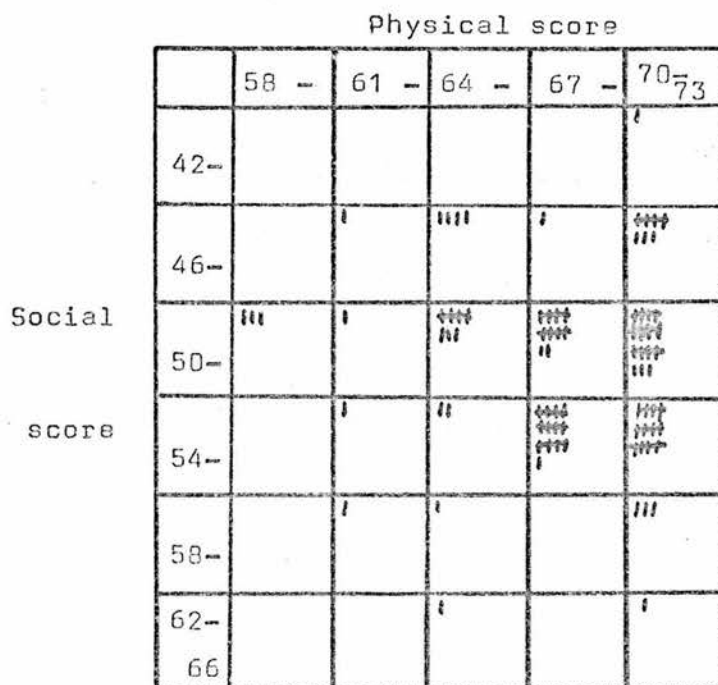 Physical score
58 - 61 - 64 - 67 - 70-73
42-
46-
Social
50-
score
54-
58-
62-
66